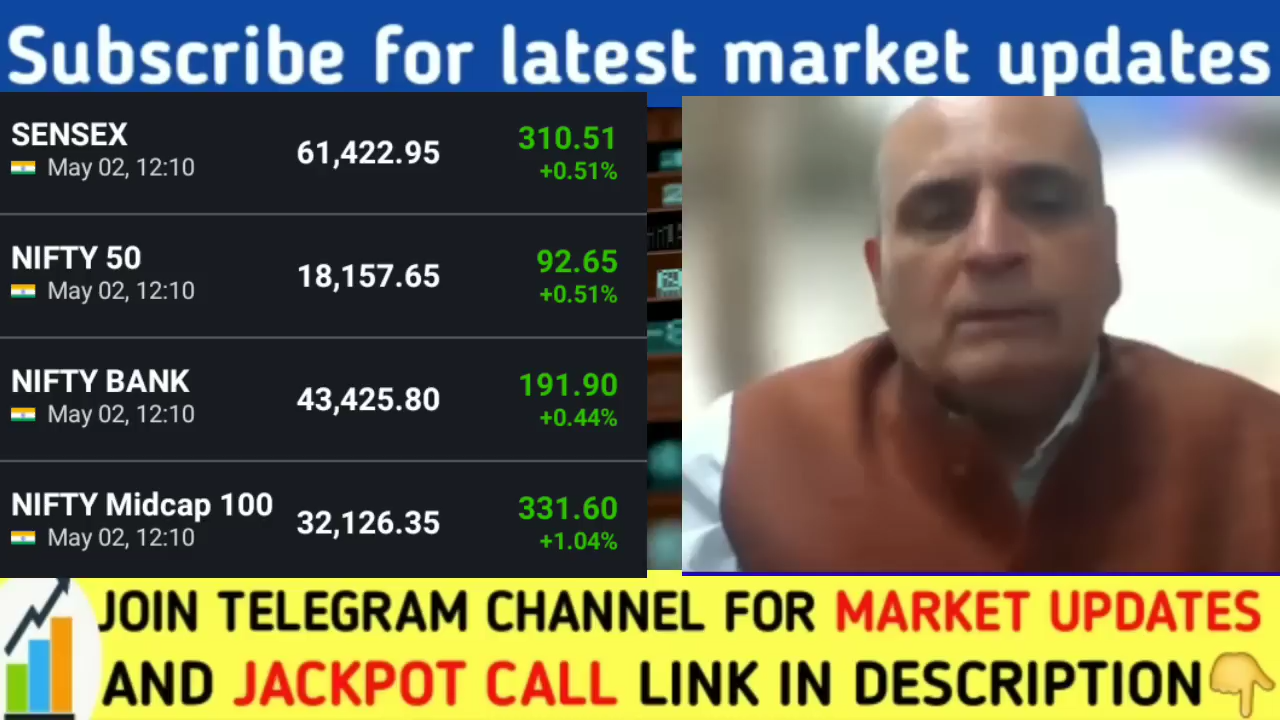 Subscribe for latest market updates
SENSEX
May 02, 12:10
61,422.95
310.51
+0.51%
NIFTY 50
May 02, 12:10
18,157.65
92.65
+0.51%
NIFTY BANK
May 02, 12:10
43,425.80
191.90
+0.44%
NIFTY Midcap 100
May 02, 12:10
32,126.35
331.60
+1.04%
JOIN TELEGRAM CHANNEL FOR MARKET UPDATES
AND JACKPOT CALL LINK IN DESCRIPTION👇